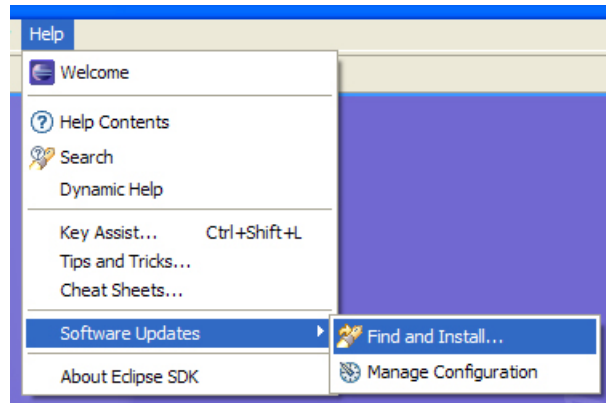 Help
Welcome
Help Contents
Search
Dynamic Help
Key Assist... Ctrl+Shift+L
Tips and Tricks...
Cheat Sheets...
Software Updates
Find and Install...
Manage Configuration
About Eclipse SDK